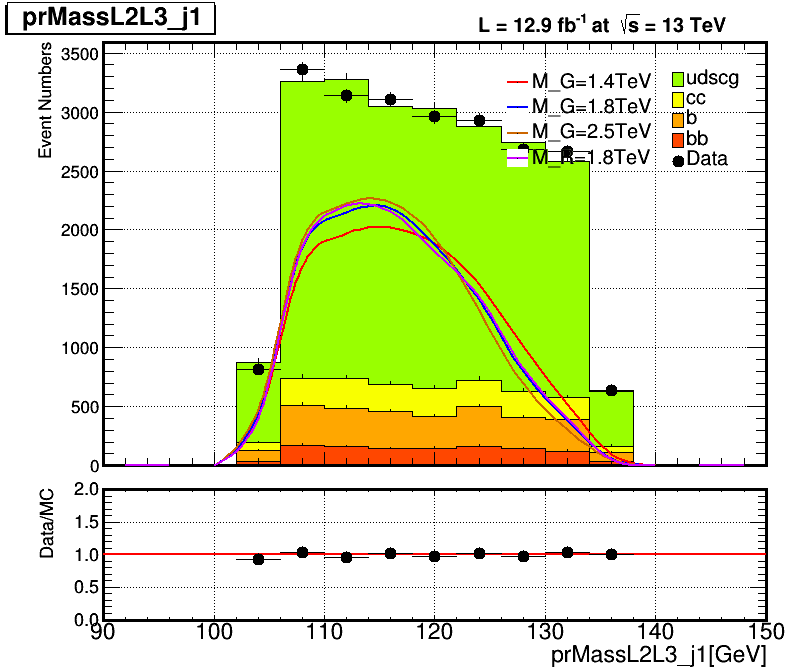 prMassL2L3_j1
L = 12.9 fb-1 at √s = 13 TeV
Event Numbers
3500
3000
2500
2000
1500
1000
500
0
M_G=1.4TeV
M_G=1.8TeV
M_G=2.5TeV
M_R=1.8TeV
udscg
cc
b
bb
Data
Data/MC
2.0
1.5
1.0
0.5
0.0
90 100 110 120 130 140 150
prMassL2L3_j1[GeV]